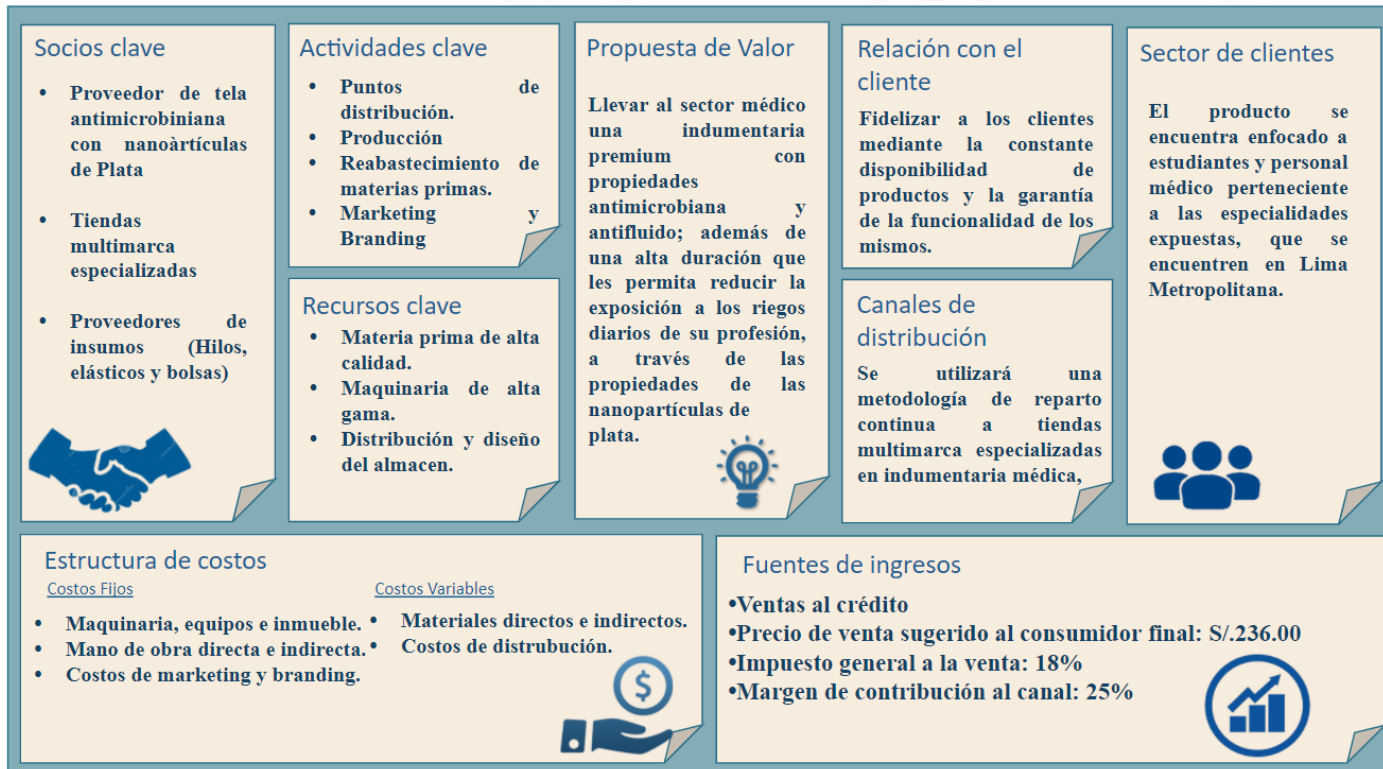 Socios clave
• Proveedor de tela
antimicrobiniana
con nanoàrtículas
de Plata
• Tiendas
multimarca
especializadas
• Proveedores de
insumos (Hilos,
elásticos y bolsas)
Actividades clave
• Puntos de
distribución.
• Producción
• Reabastecimiento de
materias primas.
• Marketing y
Branding
Recursos clave
• Materia prima de alta
calidad.
• Maquinaria de alta
gama.
• Distribución y diseño
del almacen.
Propuesta de Valor
Llevar al sector médico
una indumentaria
premium con
propiedades
antimicrobiana y
antifluido; además de
una alta duración que
les permita reducir la
exposición a los riegos
diarios de su profesión,
a través de las
propiedades de las
nanopartículas de
plata.
Relación con el
cliente
Fidelizar a los clientes
mediante la constante
disponibilidad de
productos y la garantía
de la funcionalidad de los
mismos.
Canales de
distribución
Se utilizará una
metodología de reparto
continua a tiendas
multimarca especializadas
en indumentaria médica,
Sector de clientes
El producto se
encuentra enfocado a
estudiantes y personal
médico perteneciente
a las especialidades
expuestas, que se
encuentren en Lima
Metropolitana.
Estructura de costos
Costos Fijos
• Maquinaria, equipos e inmueble.
• Mano de obra directa e indirecta.
• Costos de marketing y branding.
Costos Variables
• Materiales directos e indirectos.
• Costos de distrubución.
$
Fuentes de ingresos
•Ventas al crédito
•Precio de venta sugerido al consumidor final: S/.236.00
•Impuesto general a la venta: 18%
•Margen de contribución al canal: 25%